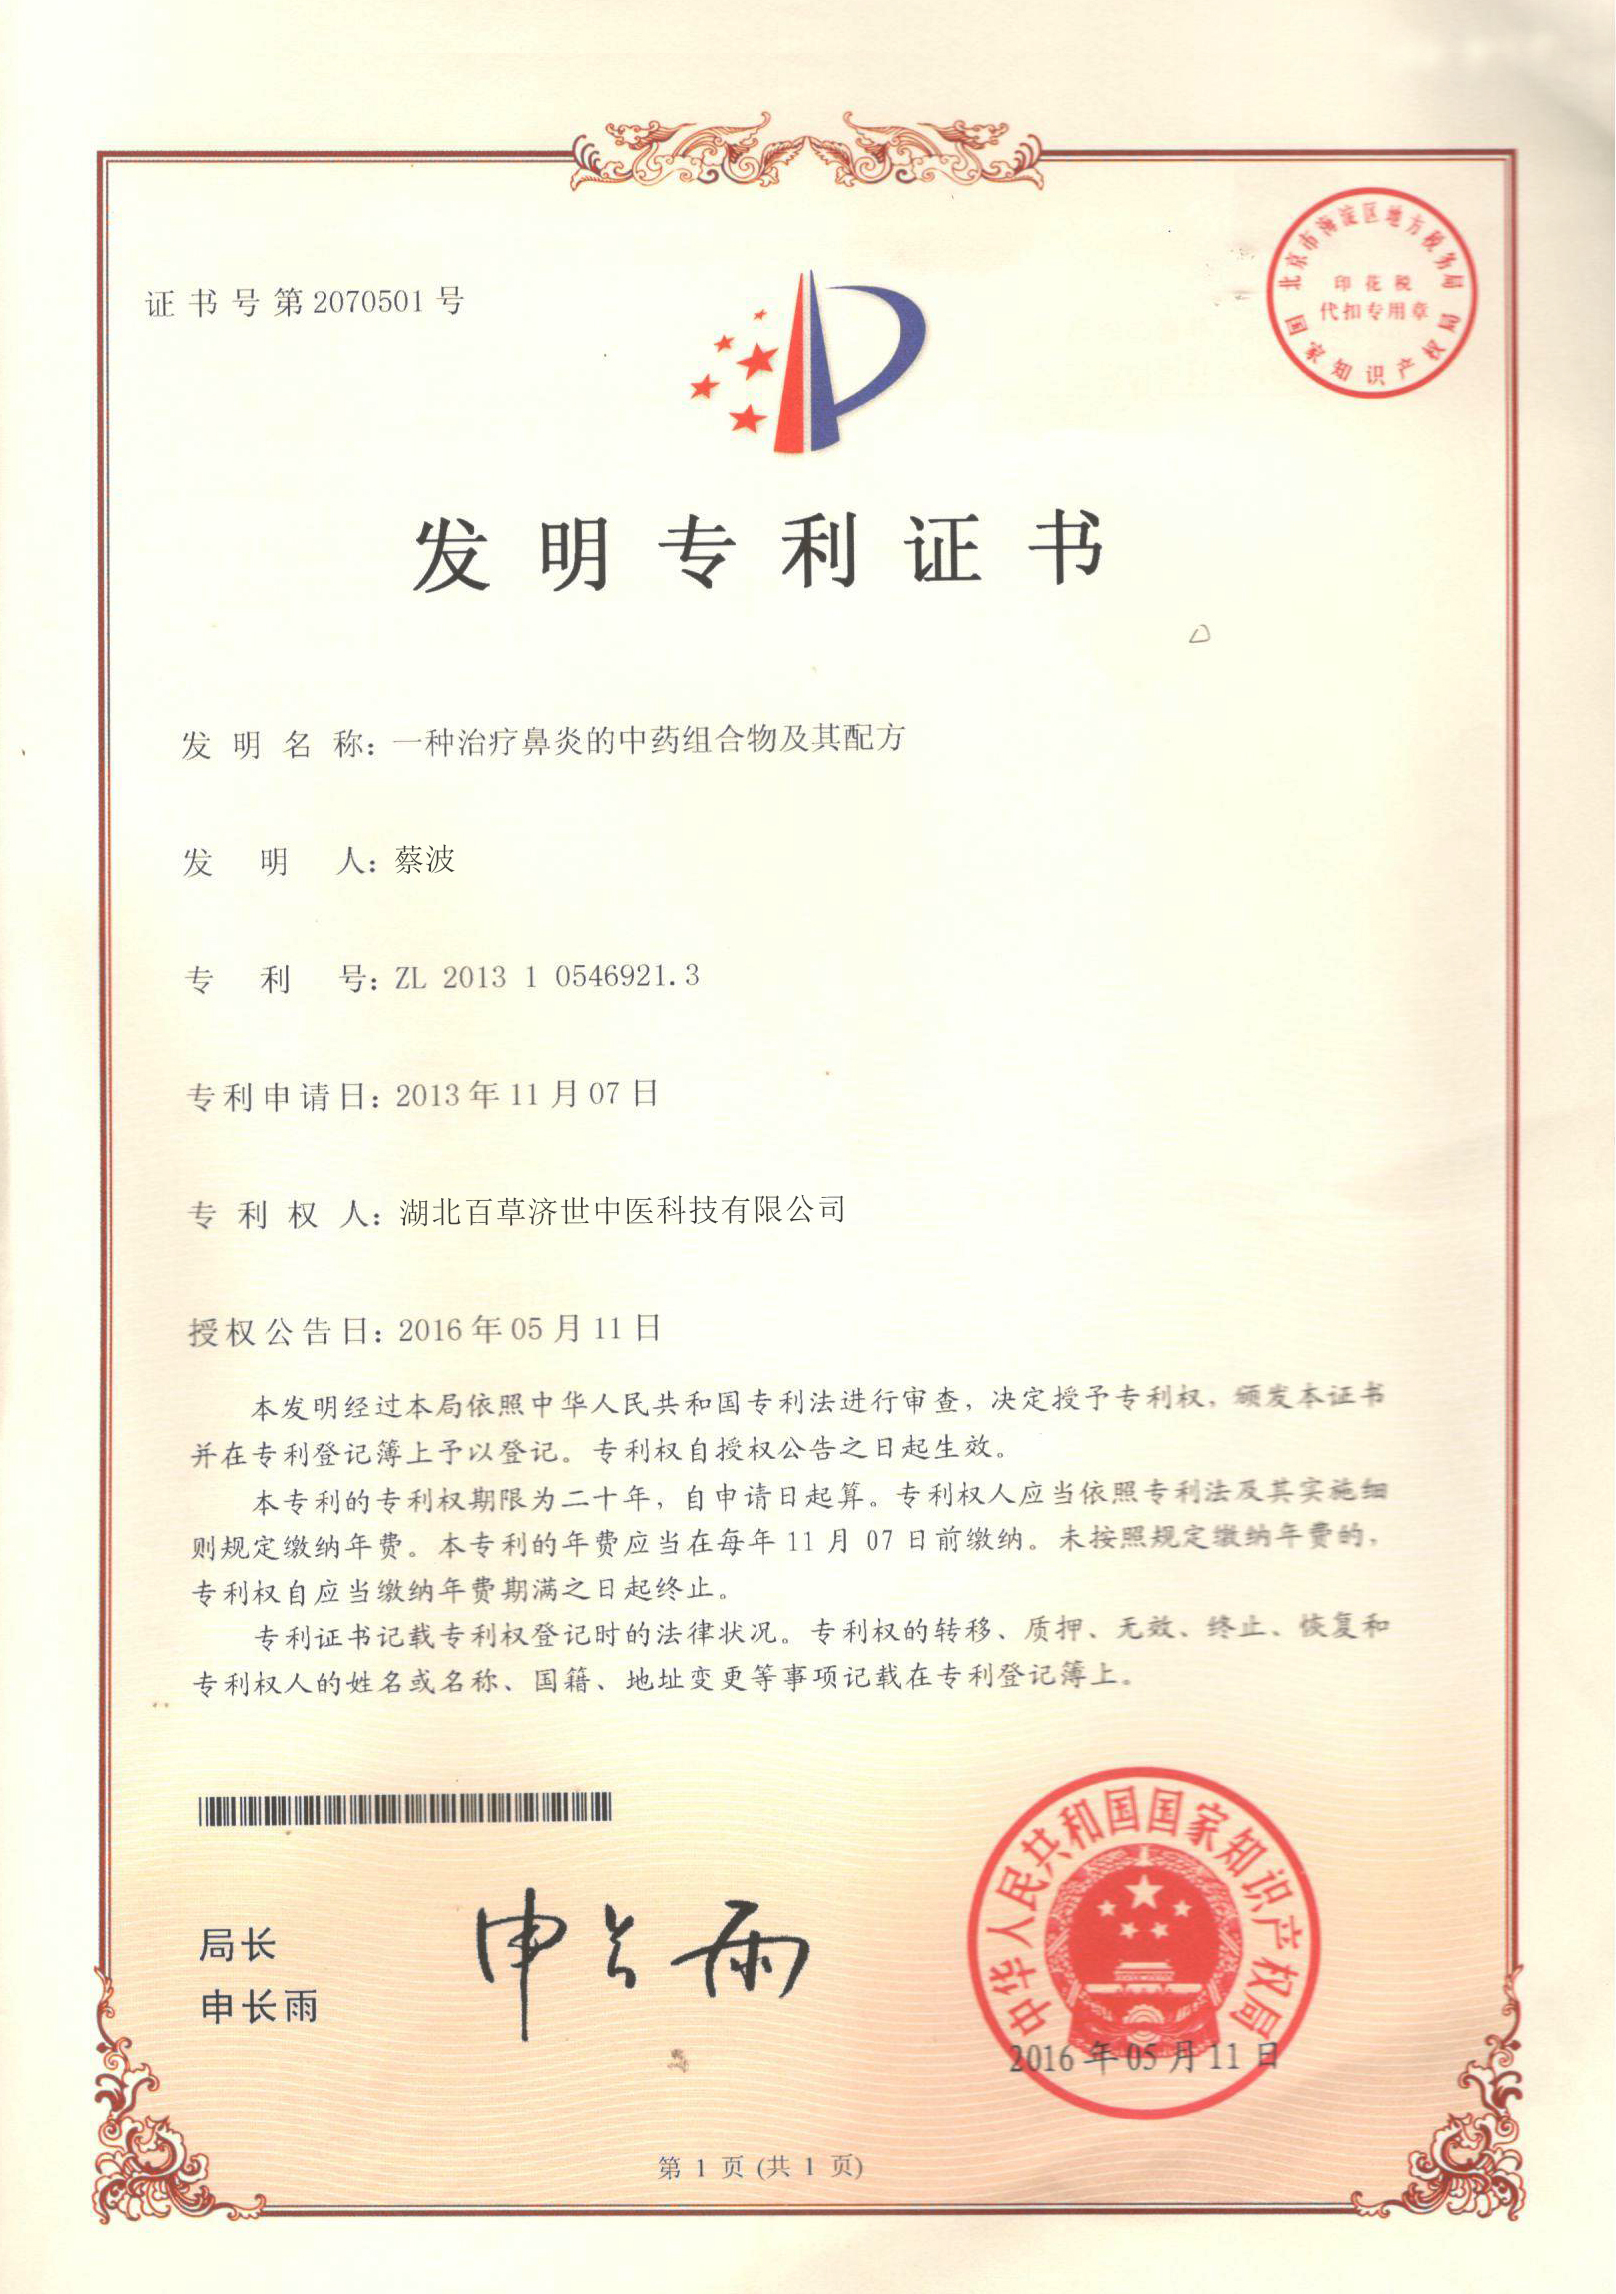 证书号第2070501号
北京市海淀区地方税务局
印花税
代扣专用章
国家知识产权局
发明专利证书
发明名称：一种治疗鼻炎的中药组合物及其配方
发明人：蔡波
专利号：ZL 2013 1 0546921.3
专利申请日：2013年11月07日
专利权人：湖北百草济世中医科技有限公司
授权公告日：2016年05月11日
本发明经过本局依照中华人民共和国专利法进行审查，决定授予专利权，颁发本证书
并在专利登记簿上予以登记。专利权自授权公告之日起生效。
本专利的专利权期限为二十年，自申请日起算。专利权人应当依照专利法及其实施细
则规定缴纳年费。本专利的年费应当在每年11月07日前缴纳。未按照规定缴纳年费的，
专利权自应当缴纳年费期满之日起终止。
专利证书记载专利权登记时的法律状况。专利权的转移、质押、无效、终止、恢复和
专利权人的姓名或名称、国籍、地址变更等事项记载在专利登记簿上。
局长
申长雨
申长雨
中华人民共和国国家知识产权局
2016年05月11日
第 1 页 (共 1 页)